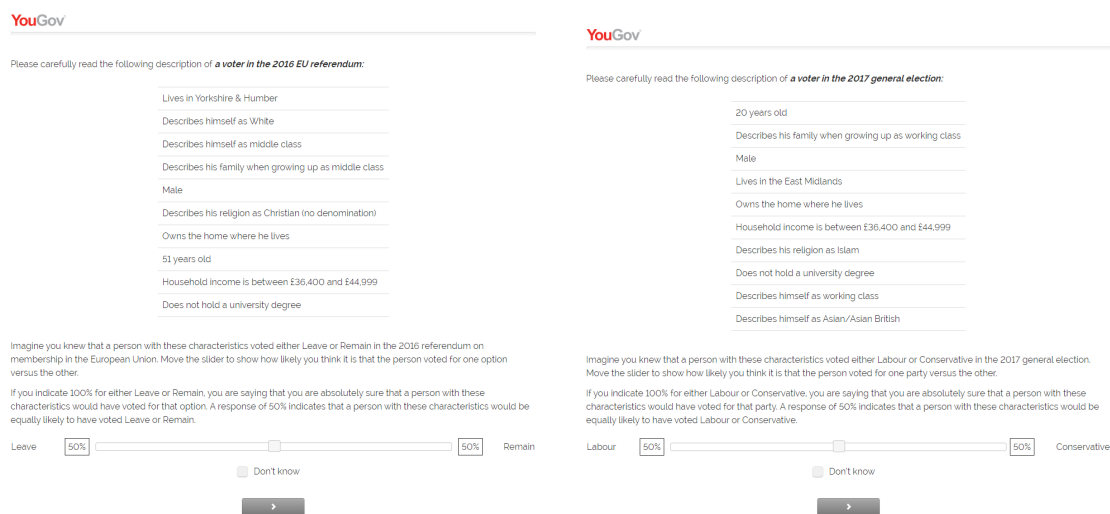 YouGov
Please carefully read the following description of a voter in the 2016 EU referendum:
Lives in Yorkshire & Humber
Describes himself as White
Describes himself as middle class
Describes his family when growing up as middle class
Male
Describes his religion as Christian (no denomination)
Owns the home where he lives
51 years old
Household income is between £36,400 and £44,999
Does not hold a university degree
Imagine you knew that a person with these characteristics voted either Leave or Remain in the 2016 referendum on
membership in the European Union. Move the slider to show how likely you think it is that the person voted for one option
versus the other.
If you indicate 100% for either Leave or Remain, you are saying that you are absolutely sure that a person with these
characteristics would have voted for that option. A response of 50% indicates that a person with these characteristics would be
equally likely to have voted Leave or Remain.
Leave 50% 50% Remain
Don't know
YouGov
Please carefully read the following description of a voter in the 2017 general election:
20 years old
Describes his family when growing up as working class
Male
Lives in the East Midlands
Owns the home where he lives
Household income is between £36,400 and £44,999
Describes his religion as Islam
Does not hold a university degree
Describes himself as working class
Describes himself as Asian/Asian British
Imagine you knew that a person with these characteristics voted either Labour or Conservative in the 2017 general election.
Move the slider to show how likely you think it is that the person voted for one party versus the other.
If you indicate 100% for either Labour or Conservative, you are saying that you are absolutely sure that a person with these
characteristics would have voted for that party. A response of 50% indicates that a person with these characteristics would be
equally likely to have voted Labour or Conservative.
Labour 50% 50% Conservative
Don't know